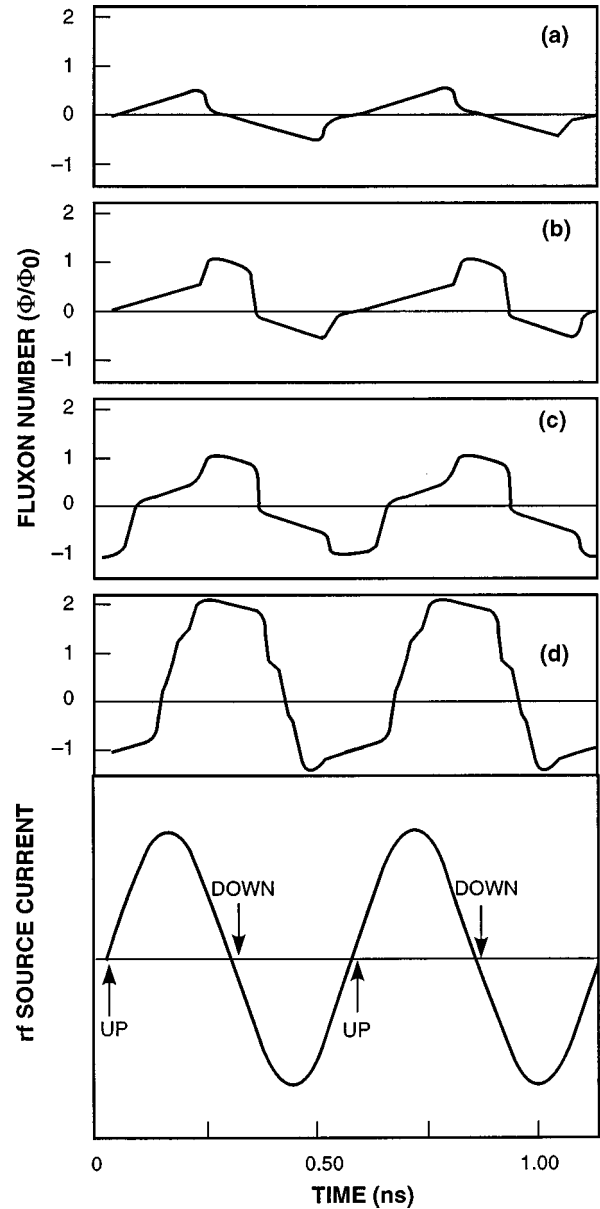 2
1
0
−1
(a)
2
1
0
−1
(b)
2
1
0
−1
(c)
2
1
0
−1
(d)
FLUXON NUMBER (Φ/Φ0)
rf SOURCE CURRENT
DOWN
DOWN
UP
UP
0
0.50
1.00
TIME (ns)